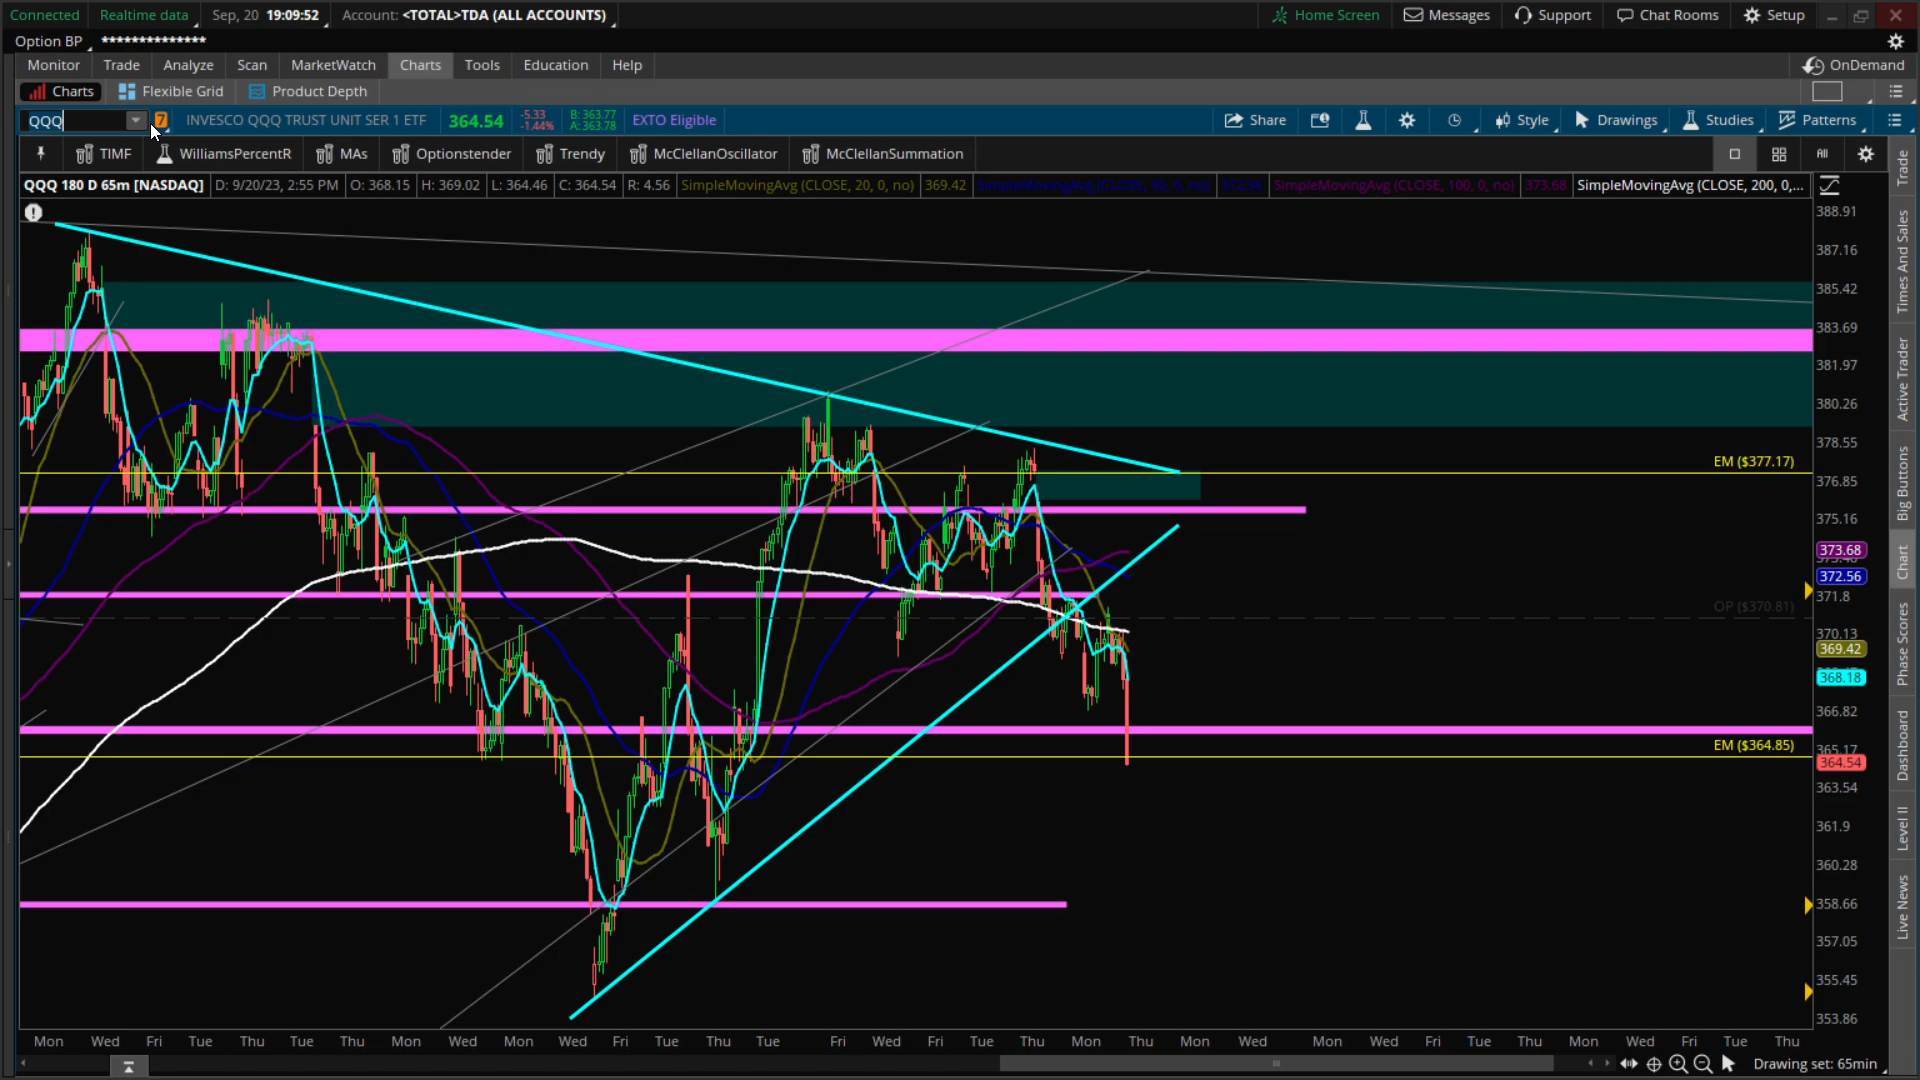 Connected Realtime data Sep, 20 19:09:52 Account: <TOTAL>TDA (ALL ACCOUNTS) Home Screen Messages Support Chat Rooms Setup
Option BP **************
Monitor Trade Analyze Scan MarketWatch Charts Tools Education Help OnDemand
Charts Flexible Grid Product Depth
QQQ 7 INVESCO QQQ TRUST UNIT SER 1 ETF 364.54 -5.33 B: 363.77 EXTO Eligible Share Style Drawings Studies Patterns
-1.44% A: 363.78
TIMF WilliamsPercentR MAs Optionstender Trendy McClellanOscillator McClellanSummation All
QQQ 180 D 65m [NASDAQ] D: 9/20/23, 2:55 PM O: 368.15 H: 369.02 L: 364.46 C: 364.54 R: 4.56 SimpleMovingAvg (CLOSE, 20, 0, no) 369.42 SimpleMovingAvg (CLOSE, 50, 0, no) 372.56 SimpleMovingAvg (CLOSE, 100, 0, no) 373.68 SimpleMovingAvg (CLOSE, 200, 0,...
388.91
387.16
385.42
383.69
381.97
380.26
378.55
EM ($377.17)
376.85
375.16
373.68
372.56
371.8
OP ($370.81)
370.13
369.42
368.18
366.82
EM ($364.85)
365.17
364.54
363.54
361.9
360.28
358.66
357.05
355.45
353.86
Mon Wed Fri Tue Thu Tue Thu Mon Wed Mon Wed Fri Tue Thu Tue Fri Wed Fri Tue Thu Mon Thu Mon Wed Mon Wed Fri Tue Thu Mon Wed Fri Tue Thu
Drawing set: 65min
Trade
Times And Sales
Active Trader
Big Buttons
Chart
Phase Scores
Dashboard
Level II
Live News